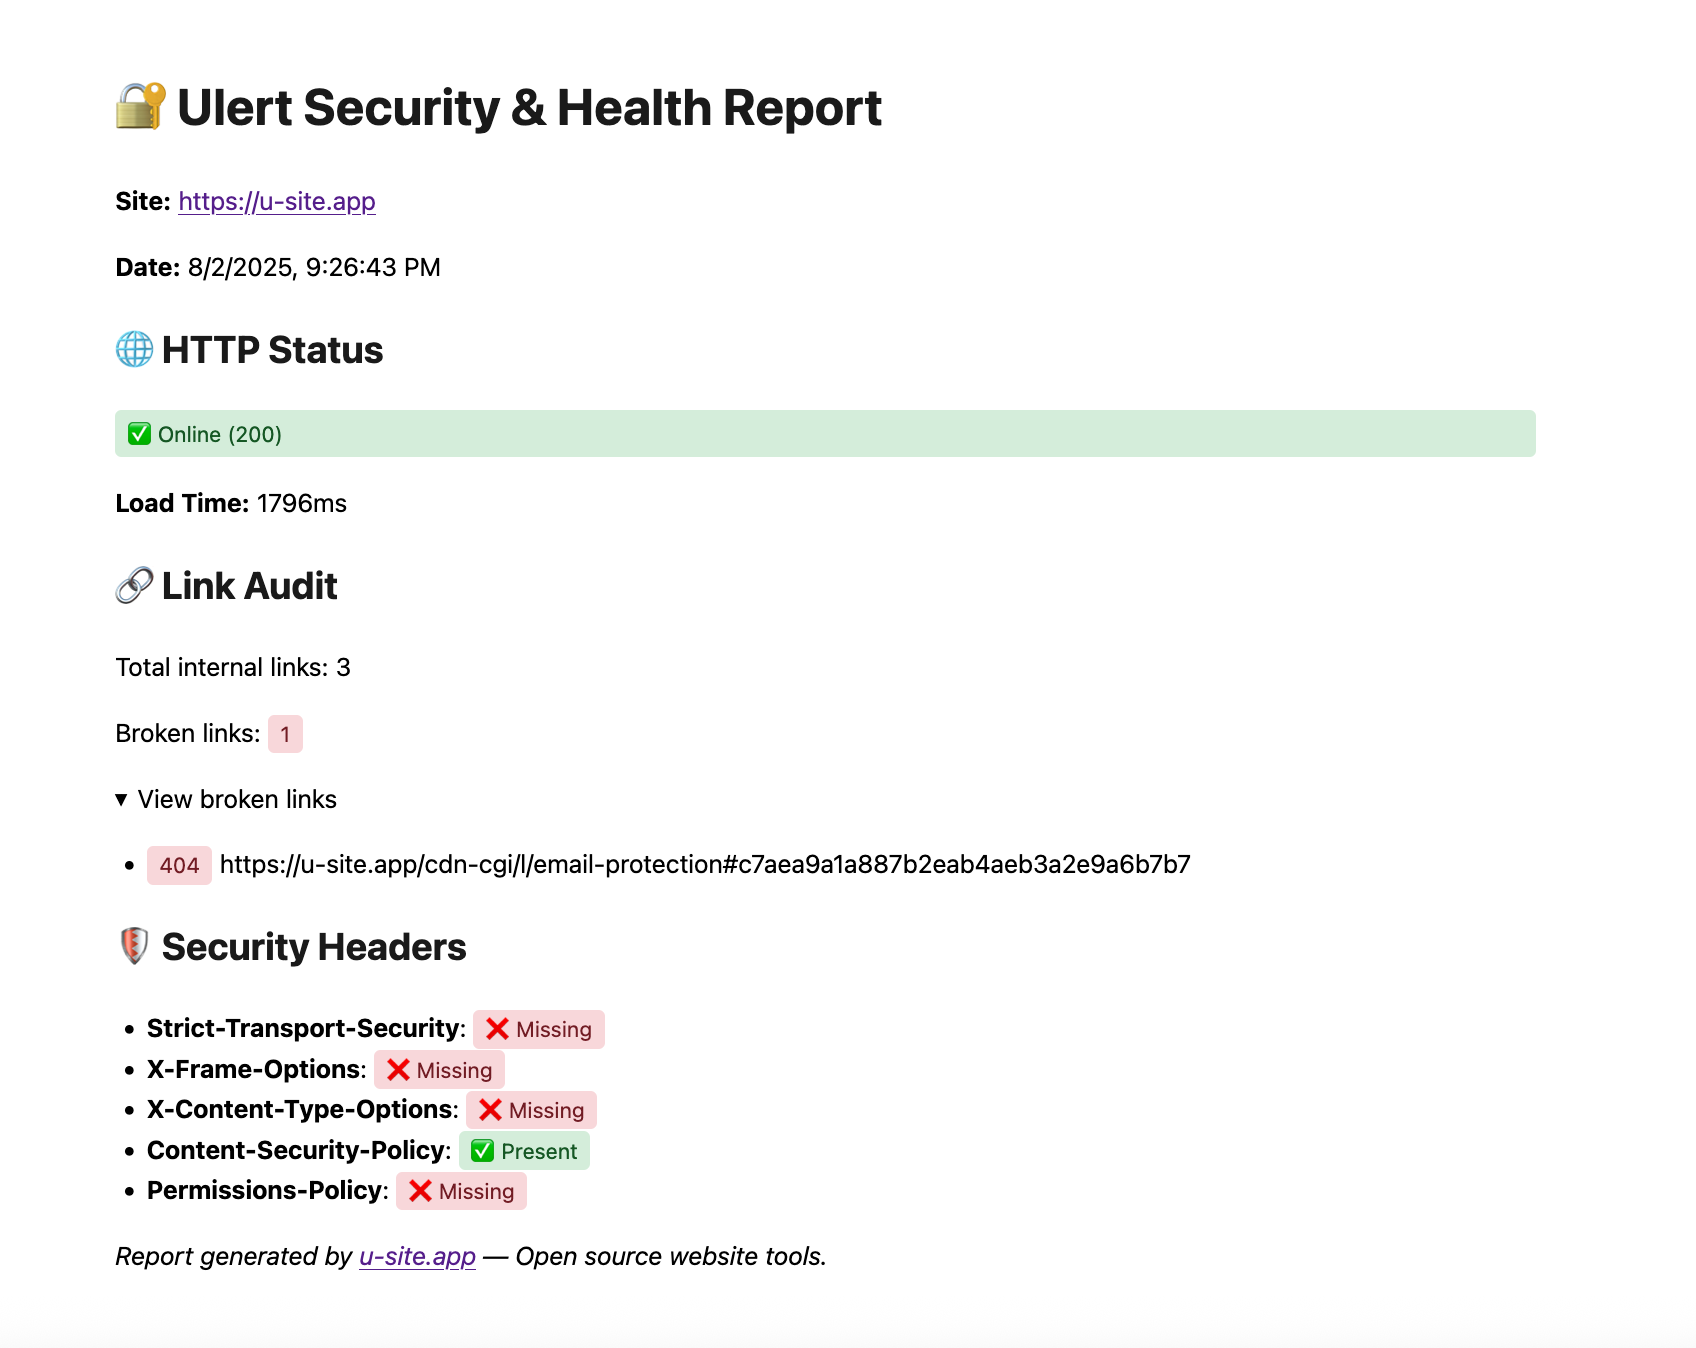 🔐 Ulert Security & Health Report
Site: https://u-site.app
Date: 8/2/2025, 9:26:43 PM
🌐 HTTP Status
✅ Online (200)
Load Time: 1796ms
🔗 Link Audit
Total internal links: 3
Broken links: 1
▼ View broken links
• 404 https://u-site.app/cdn-cgi/l/email-protection#c7aea9a1a887b2eab4aeb3a2e9a6b7b7
🛡️ Security Headers
• Strict-Transport-Security: ❌ Missing
• X-Frame-Options: ❌ Missing
• X-Content-Type-Options: ❌ Missing
• Content-Security-Policy: ✅ Present
• Permissions-Policy: ❌ Missing
Report generated by u-site.app — Open source website tools.